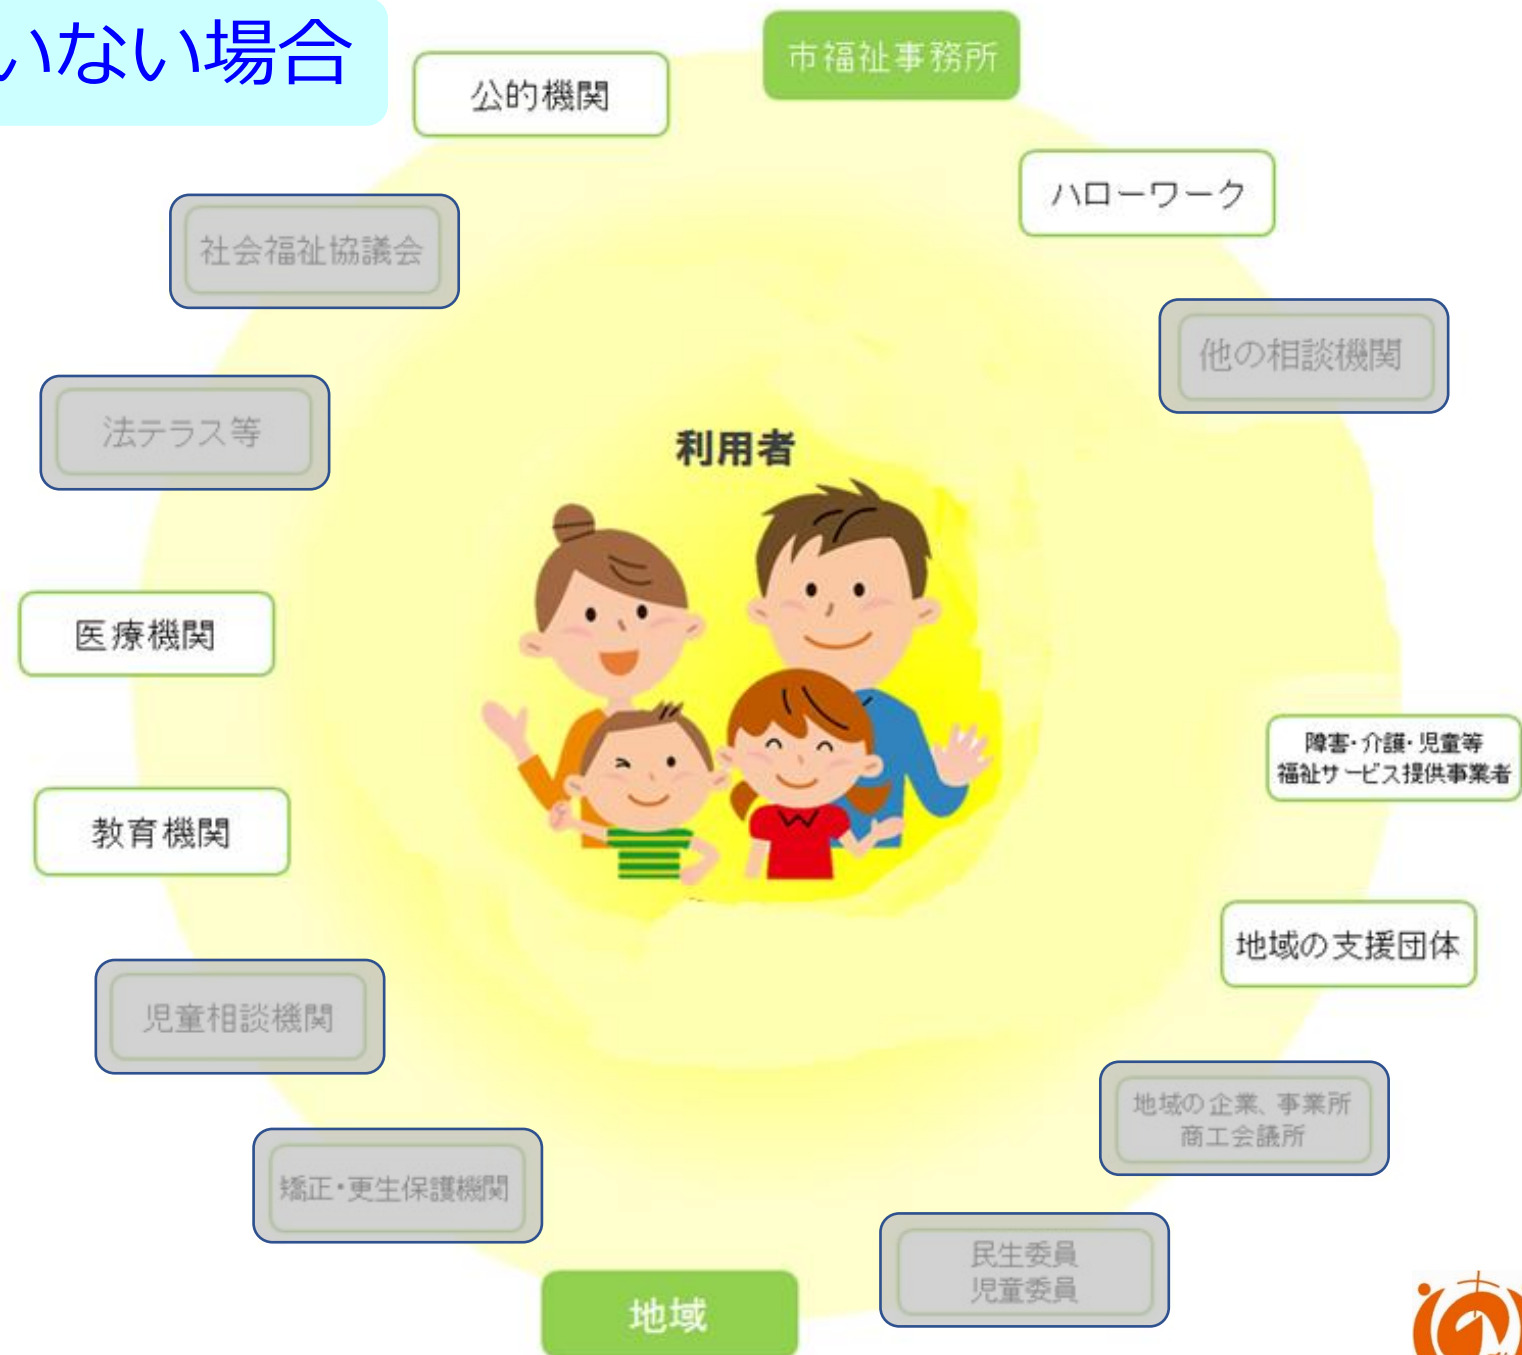 いない場合
公的機関
市福祉事務所
ハローワーク
社会福祉協議会
他の相談機関
法テラス等
利用者
医療機関
障害・介護・児童等
福祉サービス提供事業者
教育機関
地域の支援団体
児童相談機関
地域の企業、事業所
商工会議所
矯正・更生保護機関
民生委員
児童委員
地域